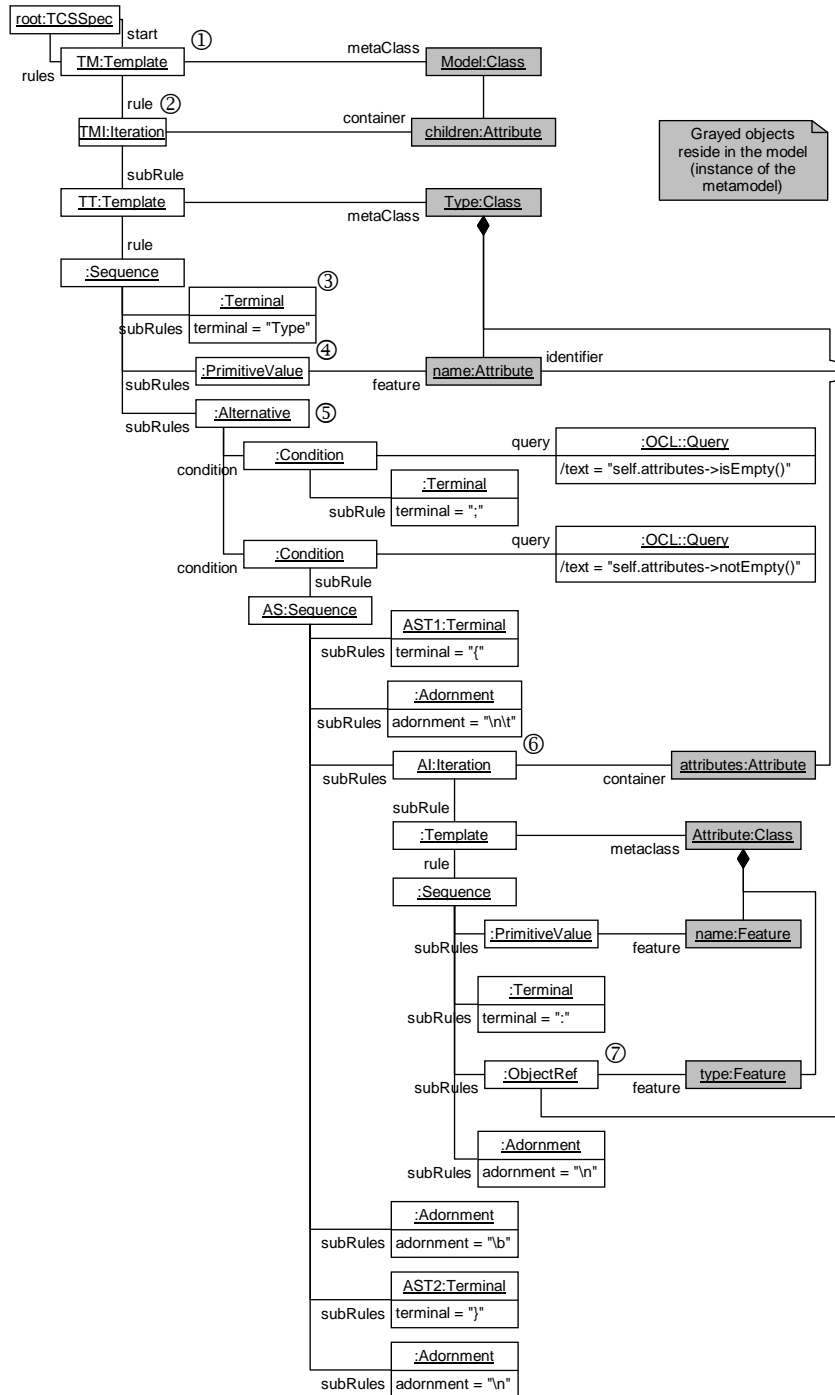 root:TCSSpec
start
rules
①
TM:Template
metaClass
Model:Class
rule
②
TMI:Iteration
container
children:Attribute
Grayed objects
reside in the model
(instance of the
metamodel)
subRule
TT:Template
metaClass
Type:Class
rule
:Sequence
③
:Terminal
subRules
terminal = "Type"
④
:PrimitiveValue
subRules
feature
name:Attribute
identifier
:Alternative
⑤
subRules
condition
:Condition
query
:OCL::Query
/text = "self.attributes->isEmpty()"
:Terminal
subRule
terminal = ";"
condition
:Condition
query
:OCL::Query
/text = "self.attributes->notEmpty()"
subRule
AS:Sequence
AST1:Terminal
subRules
terminal = "{"
:Adornment
subRules
adornment = "\n\t"
⑥
AI:Iteration
subRules
container
attributes:Attribute
subRule
:Template
metaclass
Attribute:Class
rule
:Sequence
:PrimitiveValue
subRules
feature
name:Feature
:Terminal
subRules
terminal = ":"
⑦
:ObjectRef
subRules
feature
type:Feature
:Adornment
subRules
adornment = "\n"
:Adornment
subRules
adornment = "\b"
AST2:Terminal
subRules
terminal = "}"
:Adornment
subRules
adornment = "\n"